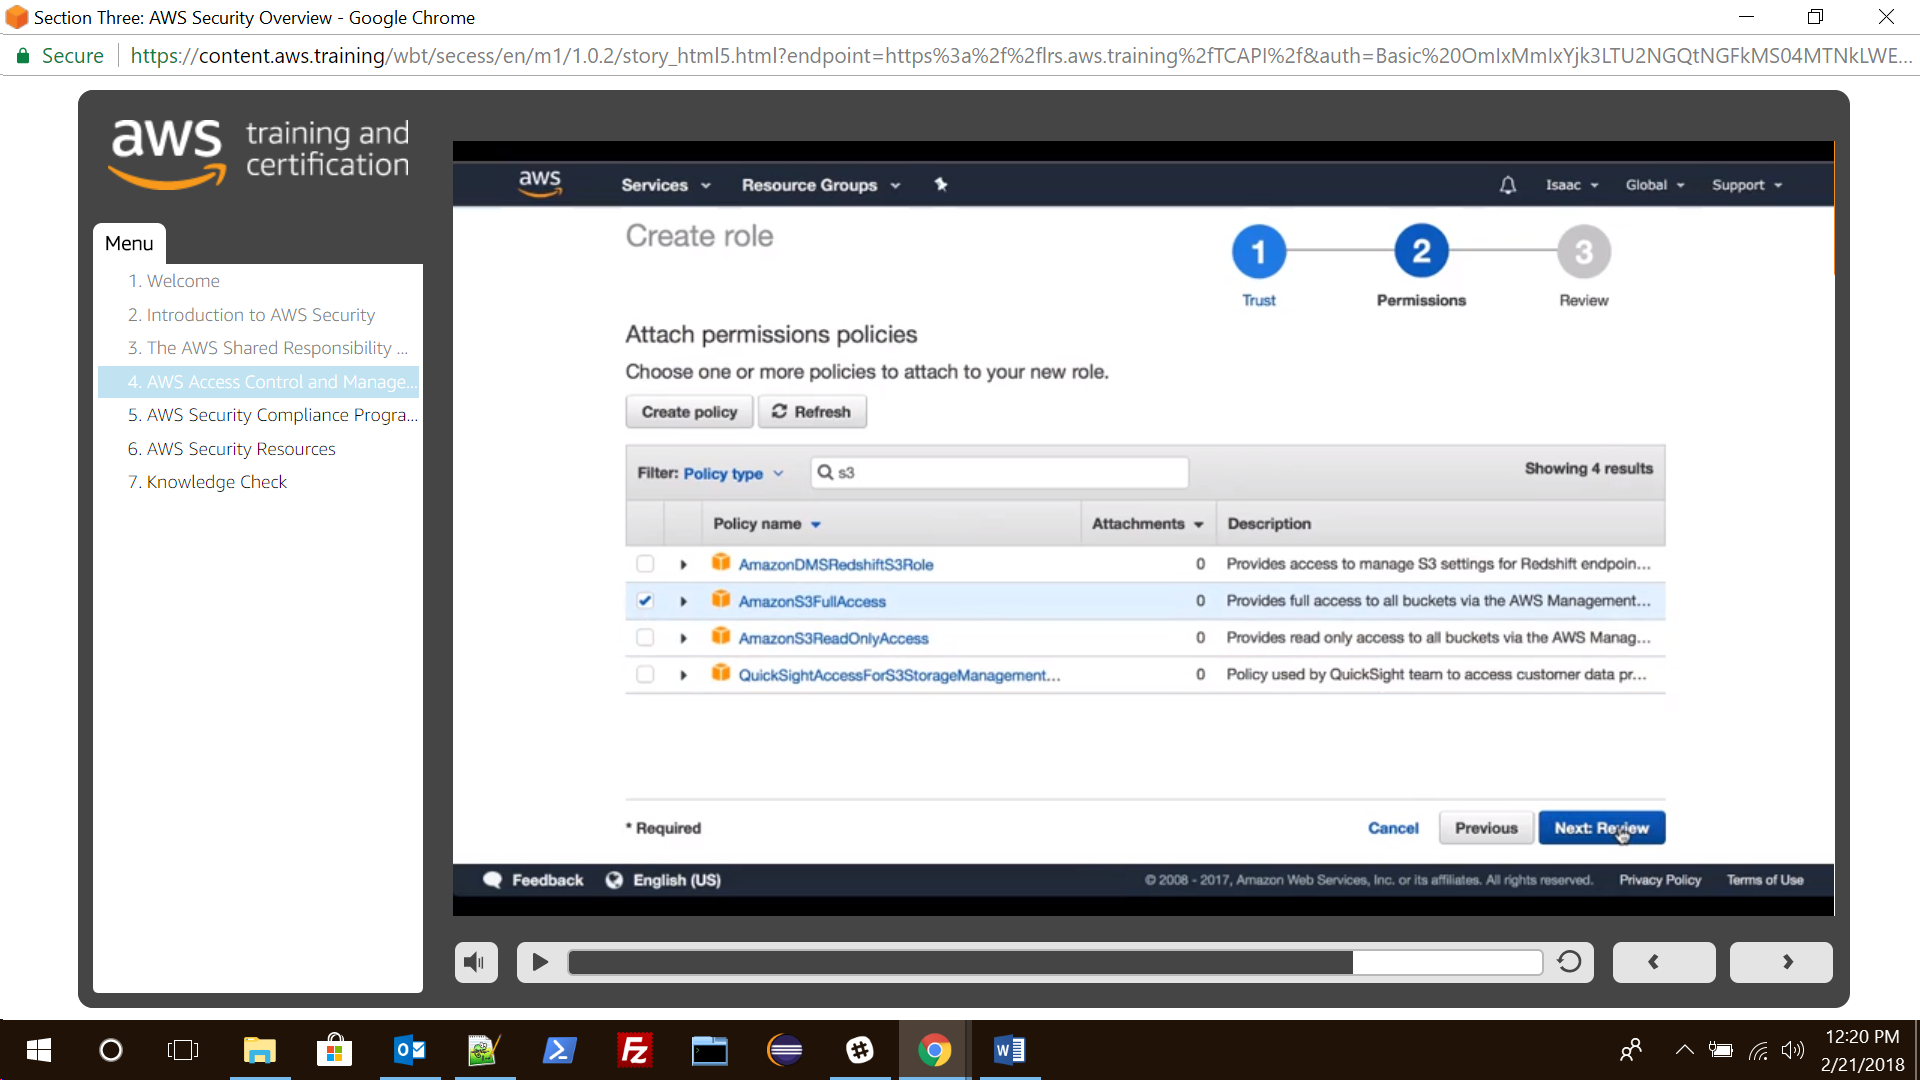 Section Three: AWS Security Overview - Google Chrome
Secure
https://content.aws.training/wbt/secess/en/m1/1.0.2/story_html5.html?endpoint=https%3a%2f%2flrs.aws.training%2fTCAPI%2f&auth=Basic%20OmIxMmIxYjk3LTU2NGQtNGFkMS04MTNkLWE...
aws training and certification
Menu
1. Welcome
2. Introduction to AWS Security
3. The AWS Shared Responsibility ...
4. AWS Access Control and Manage...
5. AWS Security Compliance Progra...
6. AWS Security Resources
7. Knowledge Check
aws Services Resource Groups Isaac Global Support
Create role
1 2 3
Trust Permissions Review
Attach permissions policies
Choose one or more policies to attach to your new role.
Create policy Refresh
Filter: Policy type s3 Showing 4 results
Policy name Attachments Description
AmazonDMSRedshiftS3Role 0 Provides access to manage S3 settings for Redshift endpoin...
AmazonS3FullAccess 0 Provides full access to all buckets via the AWS Management...
AmazonS3ReadOnlyAccess 0 Provides read only access to all buckets via the AWS Manag...
QuickSightAccessForS3StorageManagement... 0 Policy used by QuickSight team to access customer data pr...
* Required Cancel Previous Next: Review
Feedback English (US) © 2008 - 2017, Amazon Web Services, Inc. or its affiliates. All rights reserved. Privacy Policy Terms of Use
12:20 PM
2/21/2018